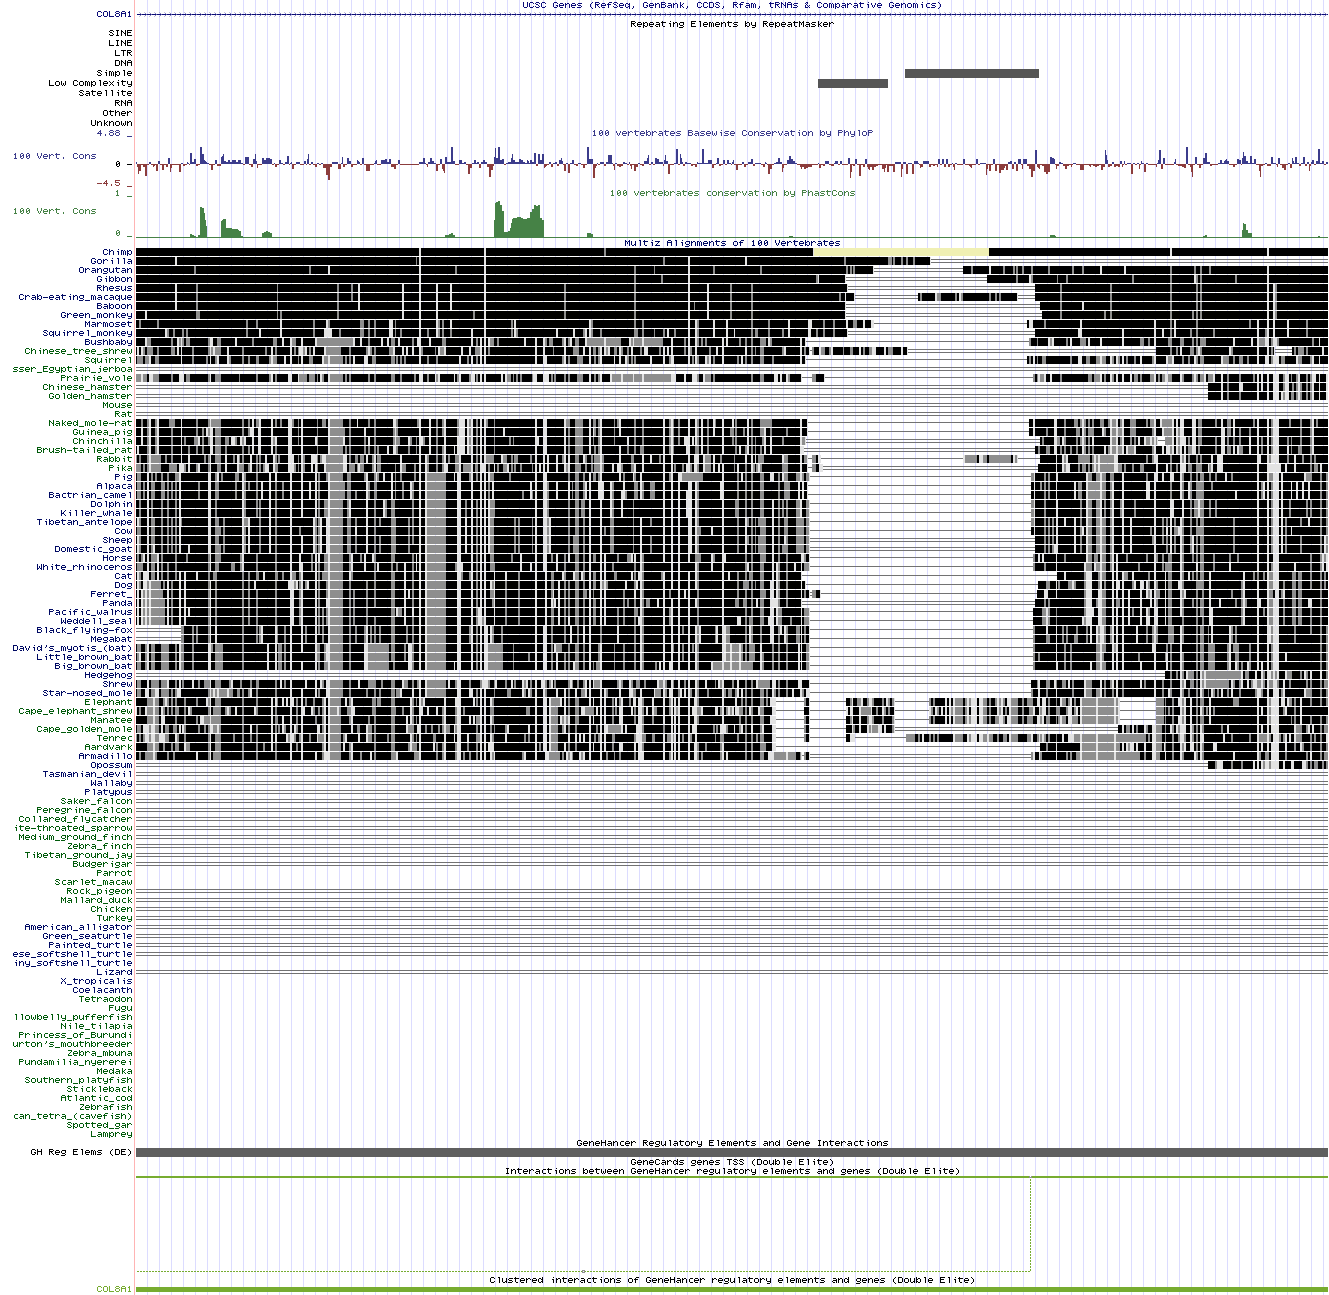 UCSC Genes (RefSeq, GenBank, CCDS, Rfam, tRNAs & Comparative Genomics)
COL8A1
Repeating Elements by RepeatMasker
SINE
LINE
LTR
DNA
Simple
Low Complexity
Satellite
RNA
Other
Unknown
4.88 _
100 vertebrates Basewise Conservation by PhyloP
100 Vert. Cons
0 _
-4.5 _
100 vertebrates conservation by PhastCons
1 _
100 Vert. Cons
0 _
Multiz Alignments of 100 Vertebrates
Chimp
Gorilla
Orangutan
Gibbon
Rhesus
Crab-eating_macaque
Baboon
Green_monkey
Marmoset
Squirrel_monkey
Bushbaby
Chinese_tree_shrew
Squirrel
sser_Egyptian_jerboa
Prairie_vole
Chinese_hamster
Golden_hamster
Mouse
Rat
Naked_mole-rat
Guinea_pig
Chinchilla
Brush-tailed_rat
Rabbit
Pika
Pig
Alpaca
Bactrian_camel
Dolphin
Killer_whale
Tibetan_antelope
Cow
Sheep
Domestic_goat
Horse
White_rhinoceros
Cat
Dog
Ferret_
Panda
Pacific_walrus
Weddell_seal
Black_flying-fox
Megabat
David's_myotis_(bat)
Little_brown_bat
Big_brown_bat
Hedgehog
Shrew
Star-nosed_mole
Elephant
Cape_elephant_shrew
Manatee
Cape_golden_mole
Tenrec
Aardvark
Armadillo
Opossum
Tasmanian_devil
Wallaby
Platypus
Saker_falcon
Peregrine_falcon
Collared_flycatcher
ite-throated_sparrow
Medium_ground_finch
Zebra_finch
Tibetan_ground_jay
Budgerigar
Parrot
Scarlet_macaw
Rock_pigeon
Mallard_duck
Chicken
Turkey
American_alligator
Green_seaturtle
Painted_turtle
ese_softshell_turtle
iny_softshell_turtle
Lizard
X_tropicalis
Coelacanth
Tetraodon
Fugu
llowbelly_pufferfish
Nile_tilapia
Princess_of_Burundi
urton's_mouthbreeder
Zebra_mbuna
Pundamilia_nyererei
Medaka
Southern_platyfish
Stickleback
Atlantic_cod
Zebrafish
can_tetra_(cavefish)
Spotted_gar
Lamprey
GeneHancer Regulatory Elements and Gene Interactions
GH Reg Elems (DE)
GeneCards genes TSS (Double Elite)
Interactions between GeneHancer regulatory elements and genes (Double Elite)
Clustered interactions of GeneHancer regulatory elements and genes (Double Elite)
COL8A1